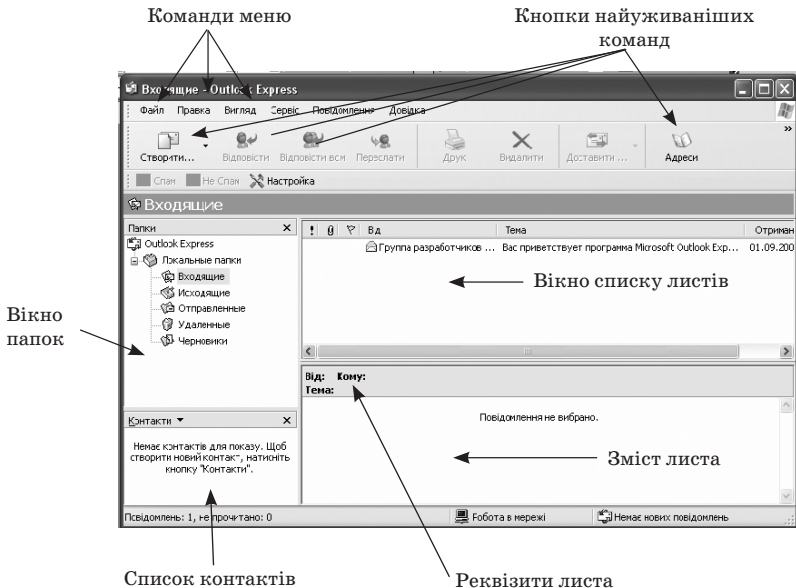 Команди меню
Кнопки найуживаніших
команд
Входящие - Outlook Express
Файл Правка Вигляд Сервіс Повідомлення Довідка
Створити... Відповісти Відповісти всм Переслати Друк Видалити Доставити ... Адреси
Спам Не Спам Настройка
Входящие
Папки
! Від Тема Отриман
Outlook Express
Группа разработчиков ... Вас приветствует программа Microsoft Outlook Exp... 01.09.200
Локальные папки
Входящие
Исходящие
Отправленные
Удаленные
Черновики
Вікно списку листів
Вікно
папок
Від: Кому:
Тема:
Повідомлення не вибрано.
Контакти
Немає контактів для показу. Щоб
створити новий контакт, натисніть
кнопку "Контакти".
Зміст листа
Повідомлень: 1, не прочитано: 0
Робота в мережі
Немає нових повідомлень
Список контактів
Реквізити листа